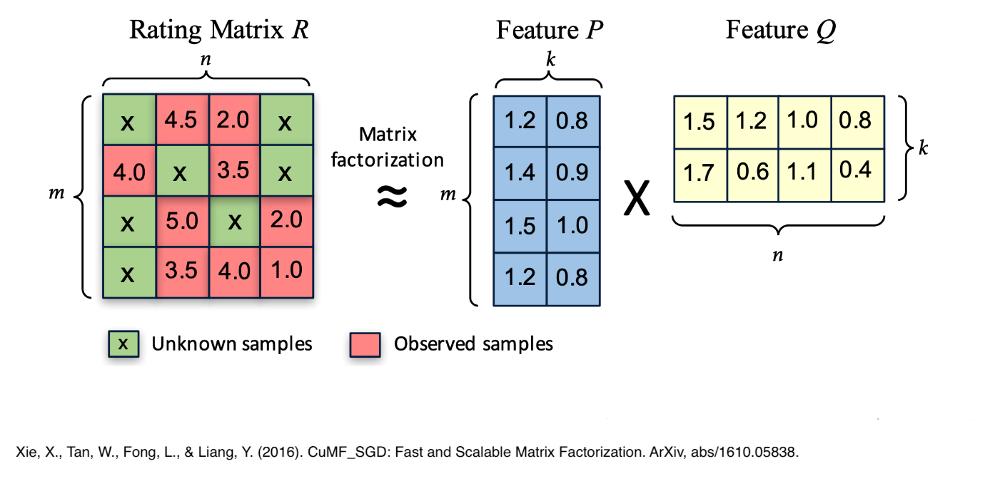 Rating Matrix R
Feature P
Feature Q
n
k
x 4.5 2.0 x
4.0 x 3.5 x
x 5.0 x 2.0
x 3.5 4.0 1.0
m
Matrix
factorization
≈
m
1.2 0.8
1.4 0.9
1.5 1.0
1.2 0.8
X
1.5 1.2 1.0 0.8
1.7 0.6 1.1 0.4
k
n
x Unknown samples
Observed samples
Xie, X., Tan, W., Fong, L., & Liang, Y. (2016). CuMF_SGD: Fast and Scalable Matrix Factorization. ArXiv, abs/1610.05838.